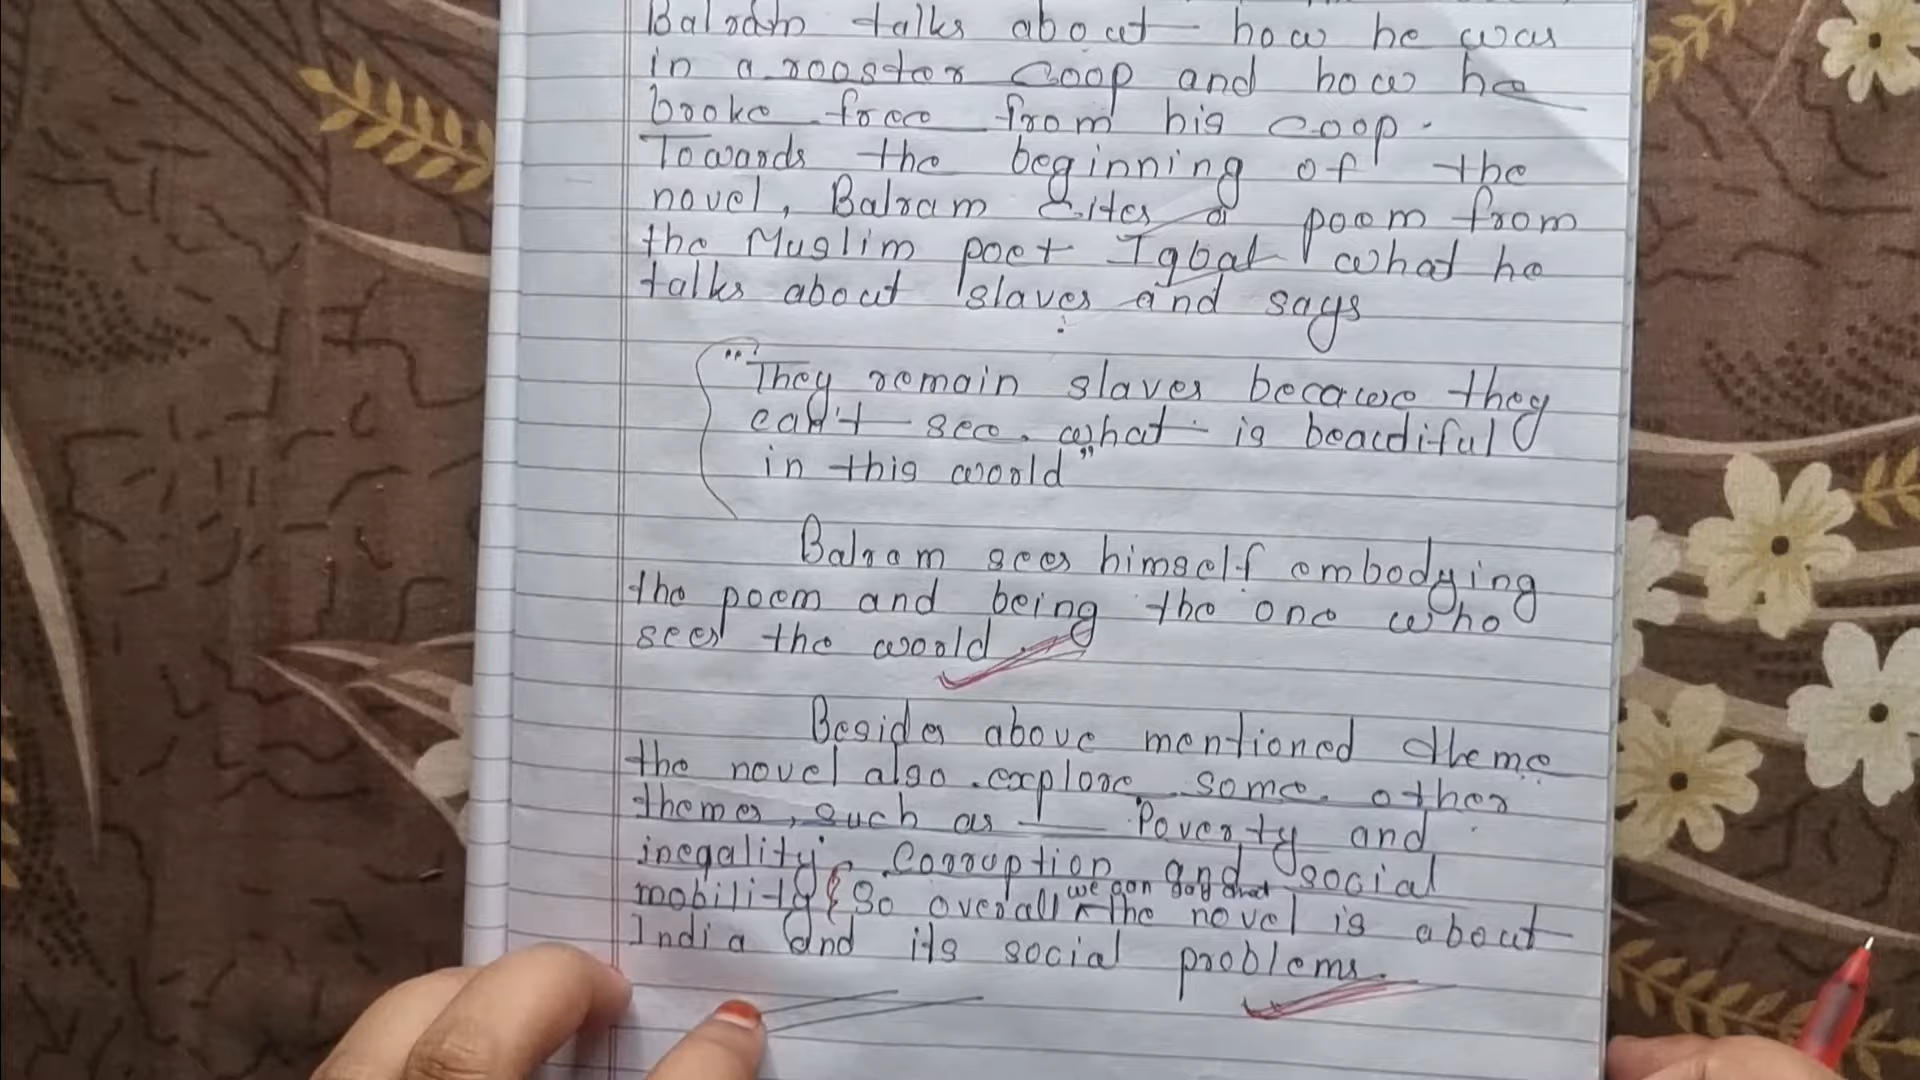 Balram talks about how he was
in a rooster coop and how he
broke free from his coop.
Towards the beginning of the
novel, Balram cites a poem from
the Muslim poet Iqbal what he
talks about slaves and says
:
"They remain slaves because they
can't see what is beautiful
in this world"
Balram sees himself embodying
the poem and being the one who
sees the world.
Besides above mentioned theme
the novel also explore some other
themes, such as — Poverty and
inequality, Corruption and social
mobility. So overall we can say that the novel is about
India and its social problems.